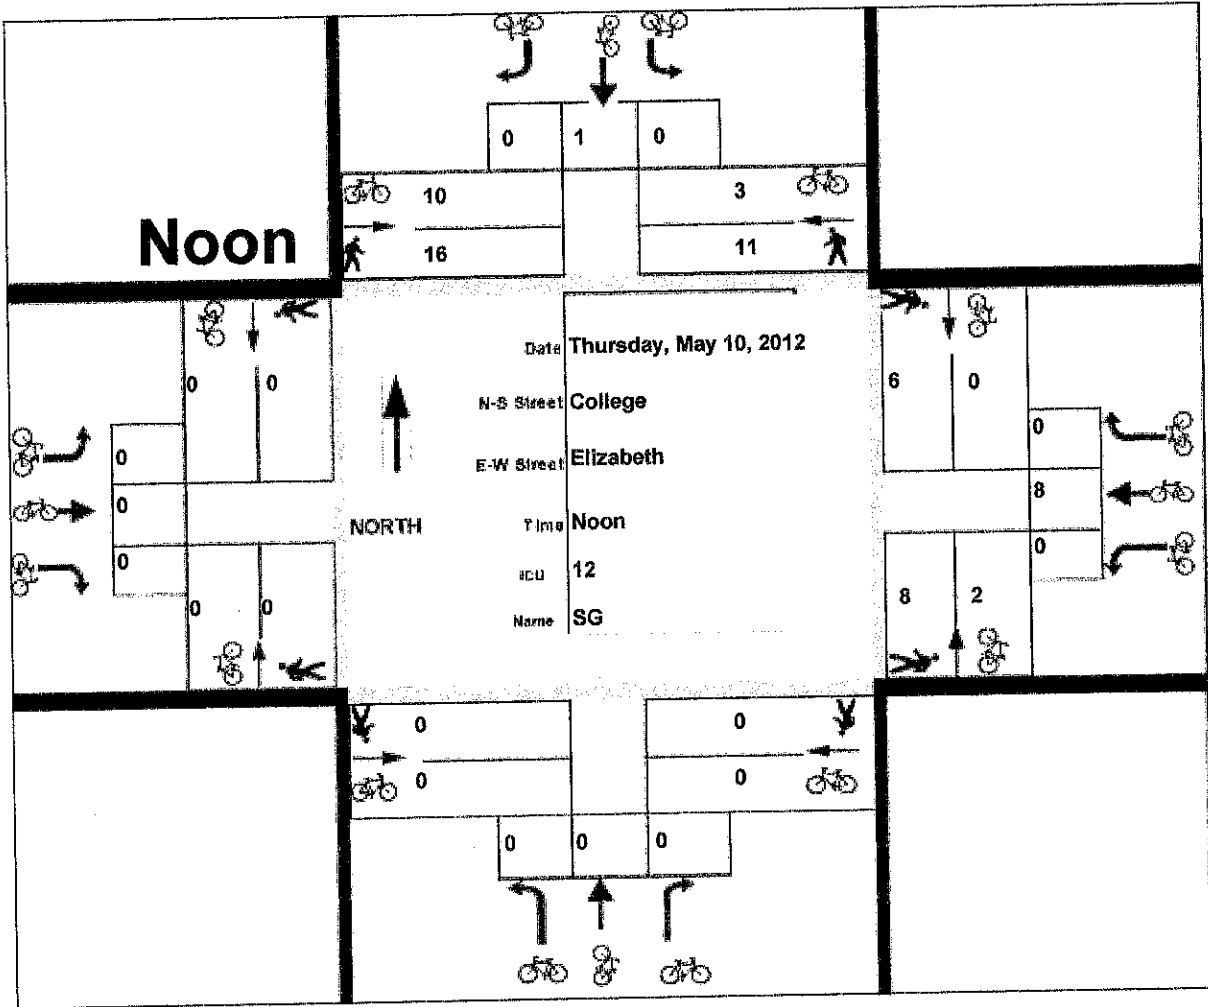 0 1 0
10 3
Noon
16 11
Date Thursday, May 10, 2012
0 0
6 0
N-S Street College
0
0
E-W Street Elizabeth
0
8
NORTH
Time Noon
0
0
ICU 12
0 0
8 2
Name SG
0 0
0 0
0 0 0